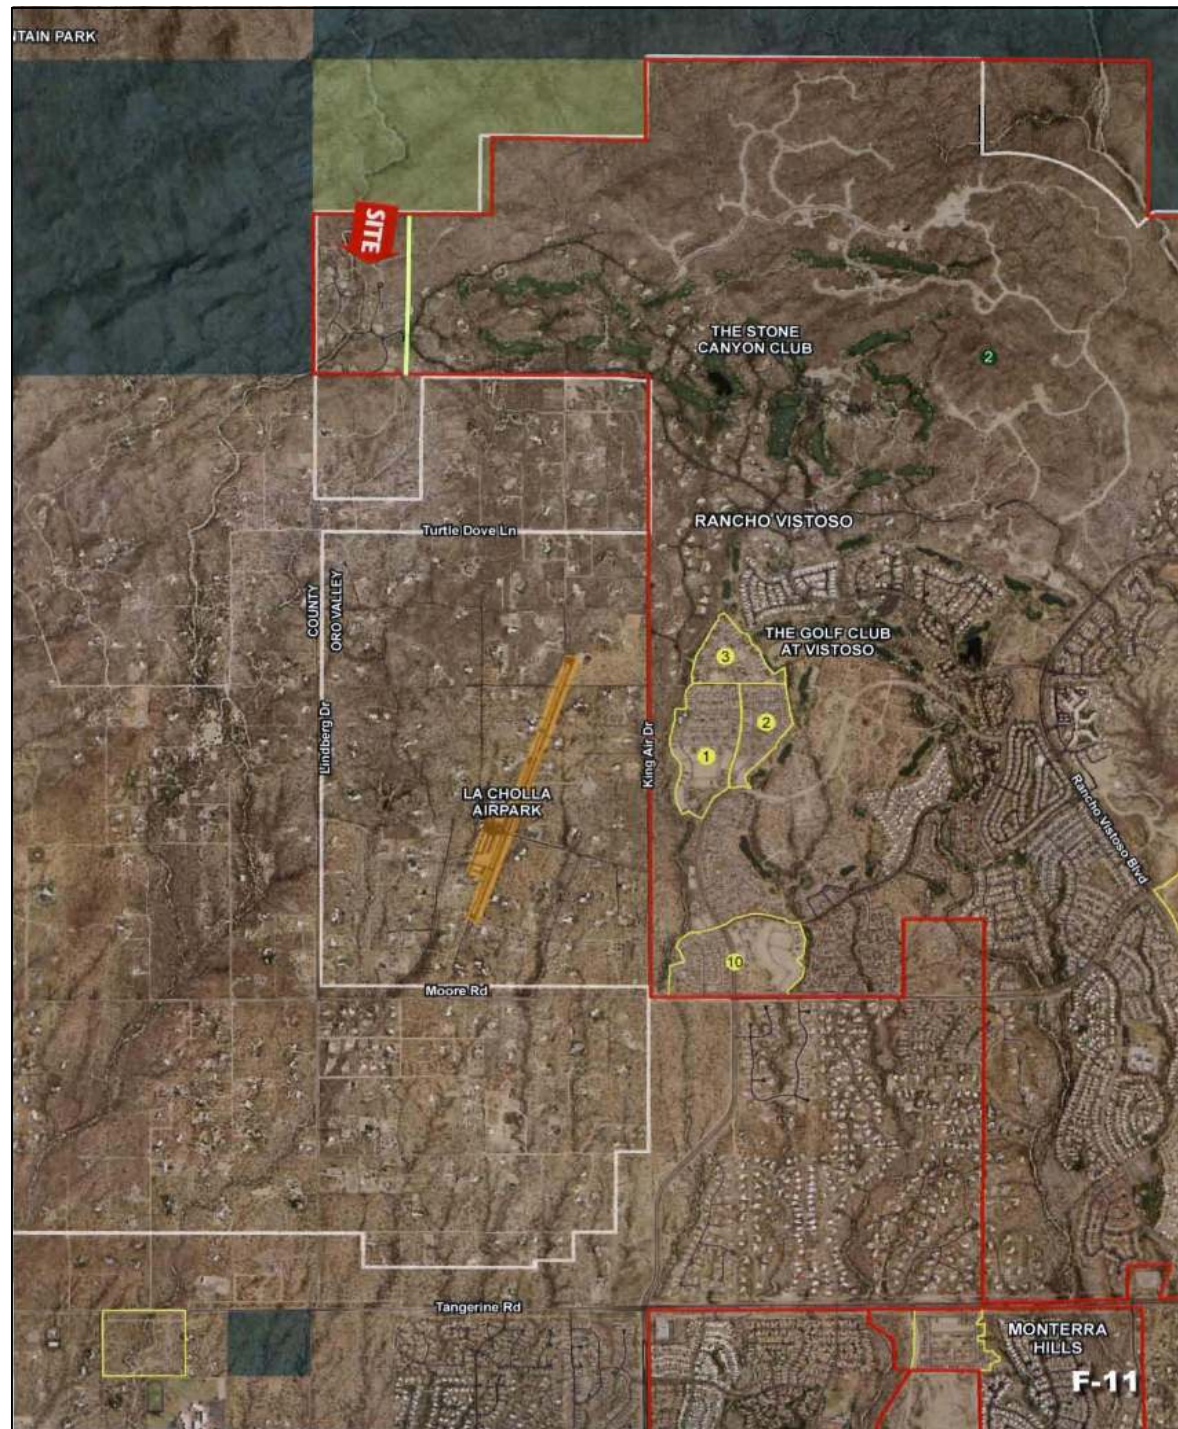 NTAIN PARK
SITE
THE STONE
CANYON CLUB
2
RANCHO VISTOSO
Turtle Dove Ln
COUNTY
ORO VALLEY
THE GOLF CLUB
AT VISTOSO
3
2
1
Lindberg Dr
King Air Dr
LA CHOLLA
AIRPARK
Rancho Vistoso Blvd
10
Moore Rd
Tangerine Rd
MONTERRA
HILLS
F-11